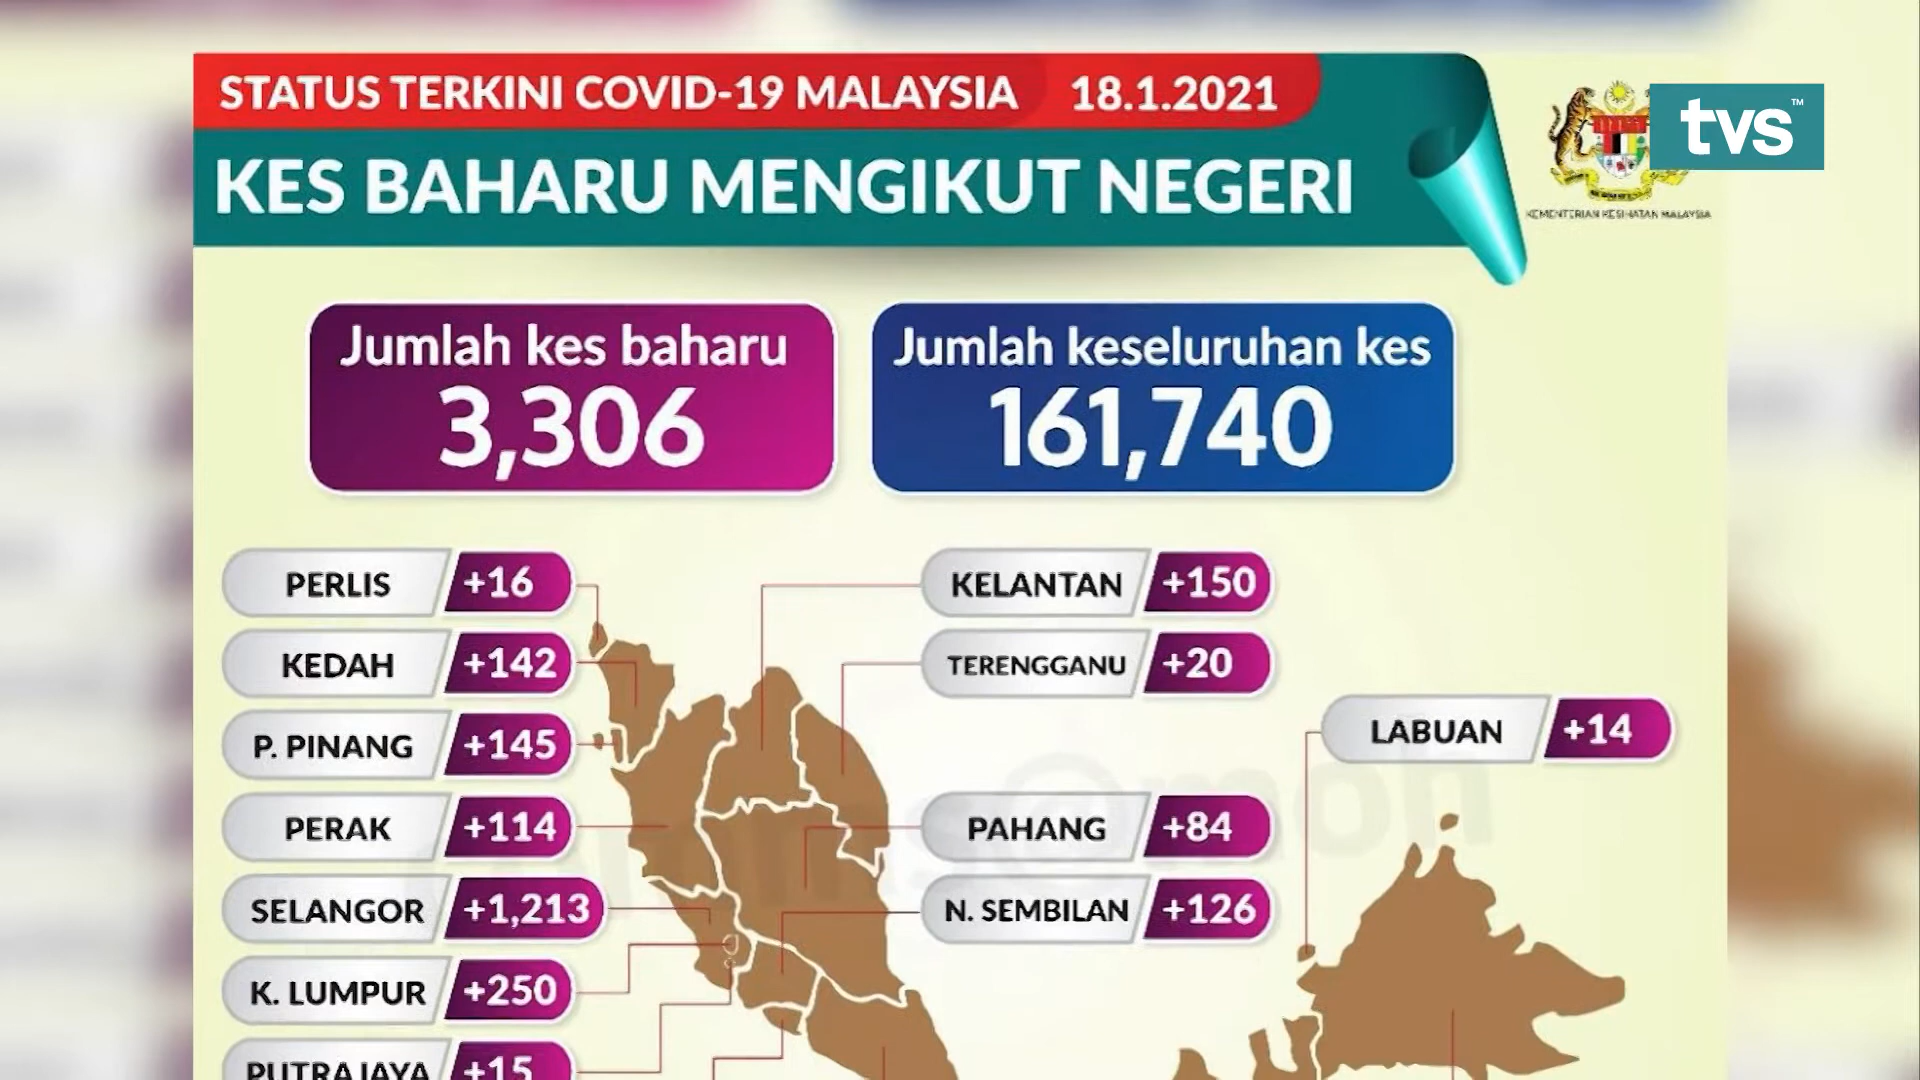 STATUS TERKINI COVID-19 MALAYSIA 18.1.2021
tvs™
KES BAHARU MENGIKUT NEGERI
KEMENTERIAN KESIHATAN MALAYSIA
Jumlah kes baharu
3,306
Jumlah keseluruhan kes
161,740
PERLIS +16
KEDAH +142
P. PINANG +145
PERAK +114
SELANGOR +1,213
K. LUMPUR +250
PUTRAJAYA +15
KELANTAN +150
TERENGGANU +20
PAHANG +84
N. SEMBILAN +126
LABUAN +14